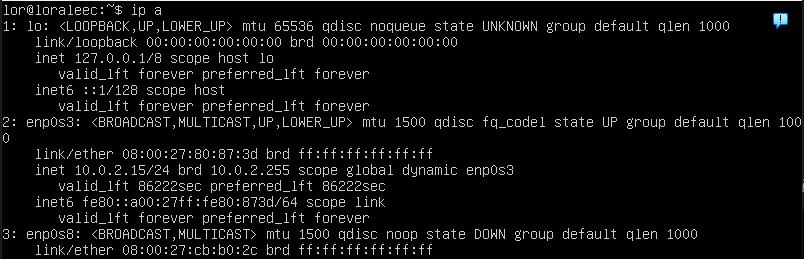 lor@loraleec:~$ ip a
1: lo: <LOOPBACK,UP,LOWER_UP> mtu 65536 qdisc noqueue state UNKNOWN group default qlen 1000
    link/loopback 00:00:00:00:00:00 brd 00:00:00:00:00:00
    inet 127.0.0.1/8 scope host lo
       valid_lft forever preferred_lft forever
    inet6 ::1/128 scope host
       valid_lft forever preferred_lft forever
2: enp0s3: <BROADCAST,MULTICAST,UP,LOWER_UP> mtu 1500 qdisc fq_codel state UP group default qlen 100
0
    link/ether 08:00:27:80:87:3d brd ff:ff:ff:ff:ff:ff
    inet 10.0.2.15/24 brd 10.0.2.255 scope global dynamic enp0s3
       valid_lft 86222sec preferred_lft 86222sec
    inet6 fe80::a00:27ff:fe80:873d/64 scope link
       valid_lft forever preferred_lft forever
3: enp0s8: <BROADCAST,MULTICAST> mtu 1500 qdisc noop state DOWN group default qlen 1000
    link/ether 08:00:27:cb:b0:2c brd ff:ff:ff:ff:ff:ff